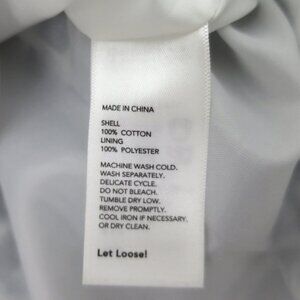 MADE IN CHINA
SHELL
100% COTTON
LINING
100% POLYESTER
MACHINE WASH COLD.
WASH SEPARATELY.
DELICATE CYCLE.
DO NOT BLEACH.
TUMBLE DRY LOW.
REMOVE PROMPTLY.
COOL IRON IF NECESSARY.
OR DRY CLEAN.
Let Loose!